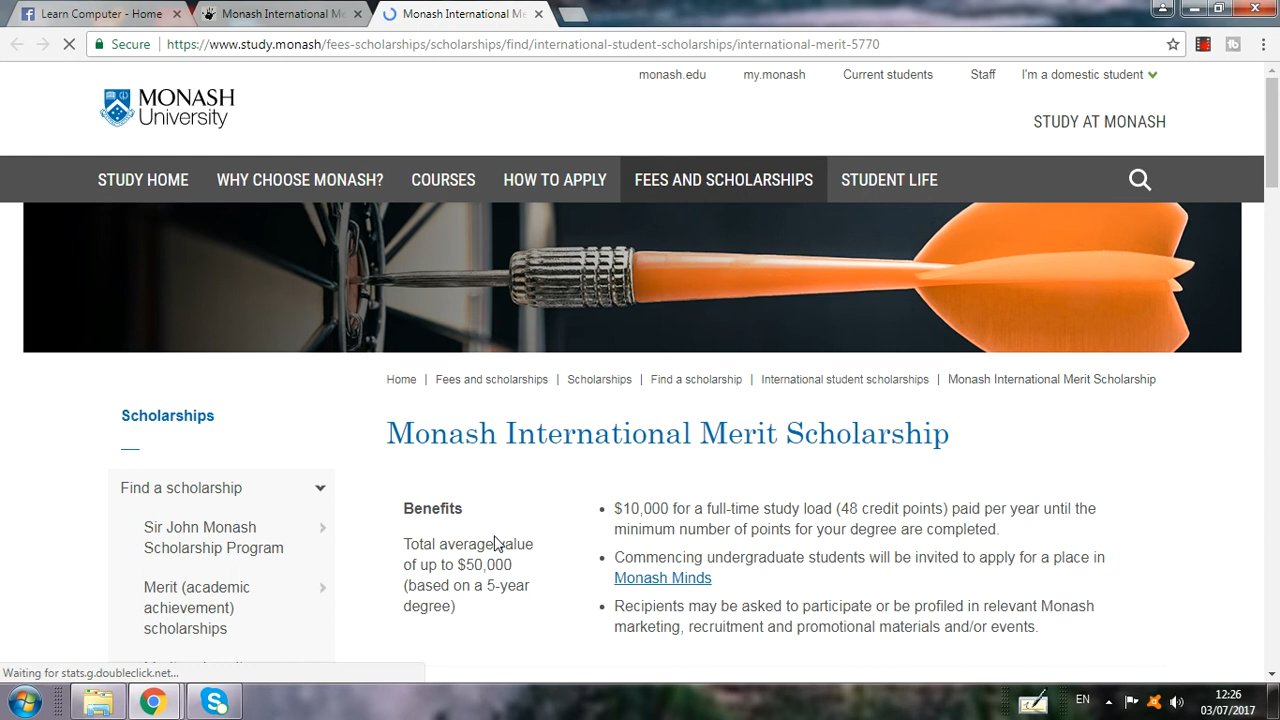 Learn Computer - Home
Monash International Me
Monash International Me
Secure
https://www.study.monash/fees-scholarships/scholarship/find/international-student-scholarships/international-merit-5770
monash.edu my.monash Current students Staff I'm a domestic student
MONASH
University
STUDY AT MONASH
STUDY HOME WHY CHOOSE MONASH? COURSES HOW TO APPLY FEES AND SCHOLARSHIPS STUDENT LIFE
Home | Fees and scholarships | Scholarships | Find a scholarship | International student scholarships | Monash International Merit Scholarship
Scholarships
Find a scholarship
Sir John Monash
Scholarship Program
Merit (academic
achievement)
scholarships
Monash International Merit Scholarship
Benefits
Total average value
of up to $50,000
(based on a 5-year
degree)
• $10,000 for a full-time study load (48 credit points) paid per year until the
minimum number of points for your degree are completed.
• Commencing undergraduate students will be invited to apply for a place in
Monash Minds
• Recipients may be asked to participate or be profiled in relevant Monash
marketing, recruitment and promotional materials and/or events.
Waiting for stats.g.doubleclick.net...
EN
12:26
03/07/2017